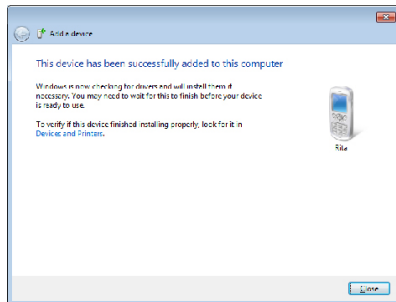 Add a device
This device has been successfully added to this computer
Windows is now checking for drivers and will install them if
necessary. You may need to wait for this to finish before your device
is ready to use.
To verify if this device finished installing properly, look for it in
Devices and Printers.
Rita
Close